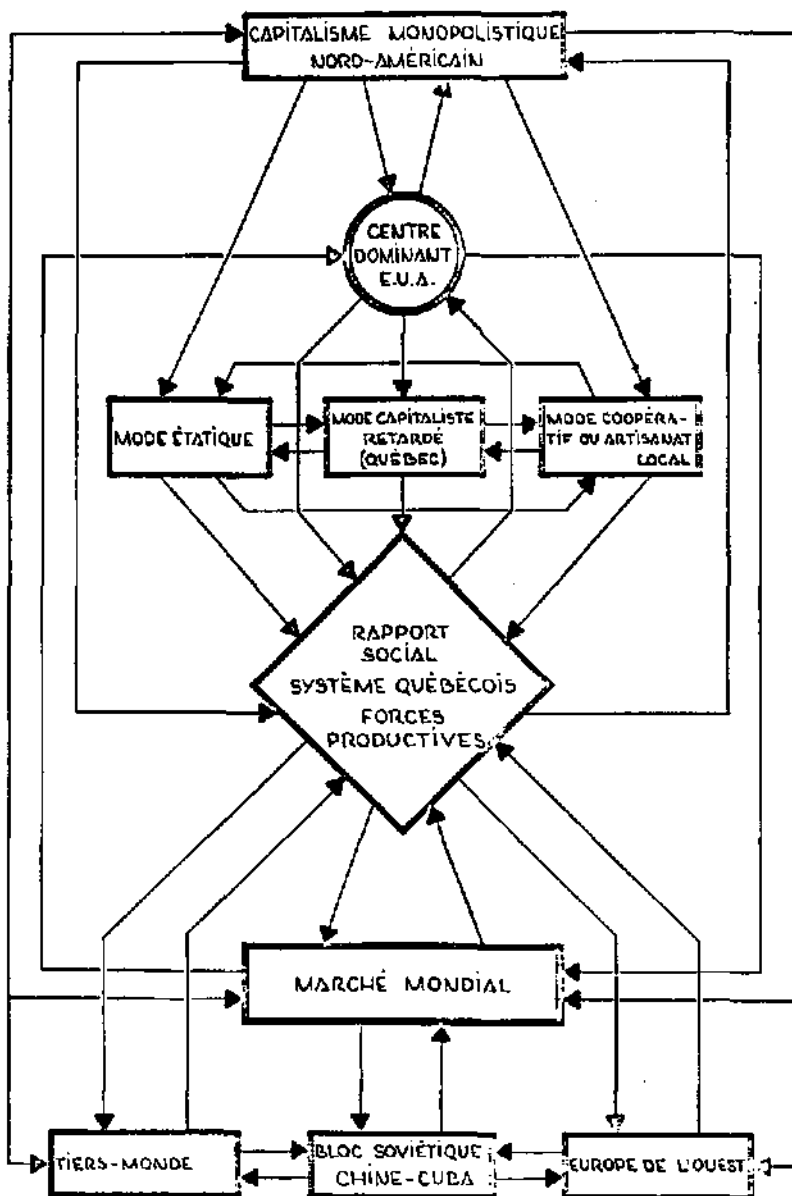 CAPITALISME MONOPOLISTIQUE
NORD-AMÉRICAIN
CENTRE
DOMINANT
E.U.A.
MODE ÉTATIQUE
MODE CAPITALISTE
RETARDÉ
(QUÉBEC)
MODE COOPÉRA-
TIF OU ARTISANAT
LOCAL
RAPPORT
SOCIAL
SYSTÈME QUÉBÉCOIS
FORCES
PRODUCTIVES
MARCHÉ MONDIAL
TIERS-MONDE
BLOC SOVIÉTIQUE
CHINE-CUBA
EUROPE DE L'OUEST